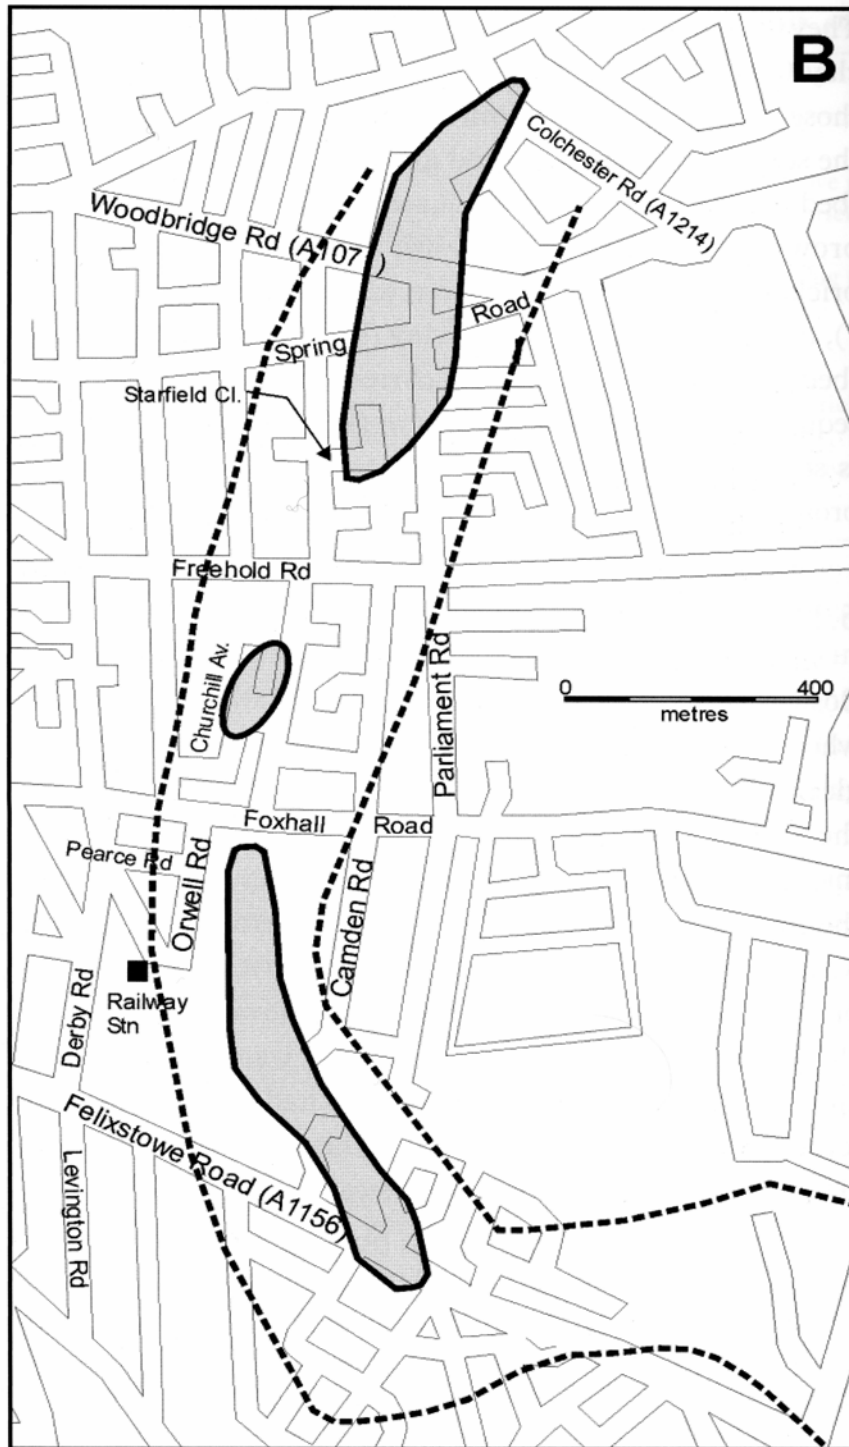 B
Colchester Rd (A1214)
Woodbridge Rd (A107 )
Spring Road
Starfield Cl.
Freehold Rd
Churchill Av.
Parliament Rd
0 400
metres
Foxhall Road
Pearce Rd
Orwell Rd
Camden Rd
Railway
Stn
Derby Rd
Felixstowe Road (A1156)
Levington Rd